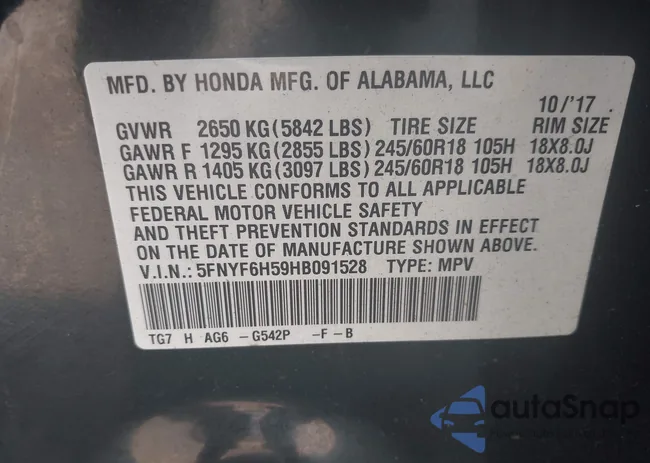 MFD. BY HONDA MFG. OF ALABAMA, LLC
10/'17
GVWR 2650 KG (5842 LBS) TIRE SIZE RIM SIZE
GAWR F 1295 KG (2855 LBS) 245/60R18 105H 18X8.0J
GAWR R 1405 KG (3097 LBS) 245/60R18 105H 18X8.0J
THIS VEHICLE CONFORMS TO ALL APPLICABLE
FEDERAL MOTOR VEHICLE SAFETY
AND THEFT PREVENTION STANDARDS IN EFFECT
ON THE DATE OF MANUFACTURE SHOWN ABOVE.
V.I.N.: 5FNYF6H59HB091528 TYPE: MPV
TG7 H AG6 -G542P -F-B
autoSnap